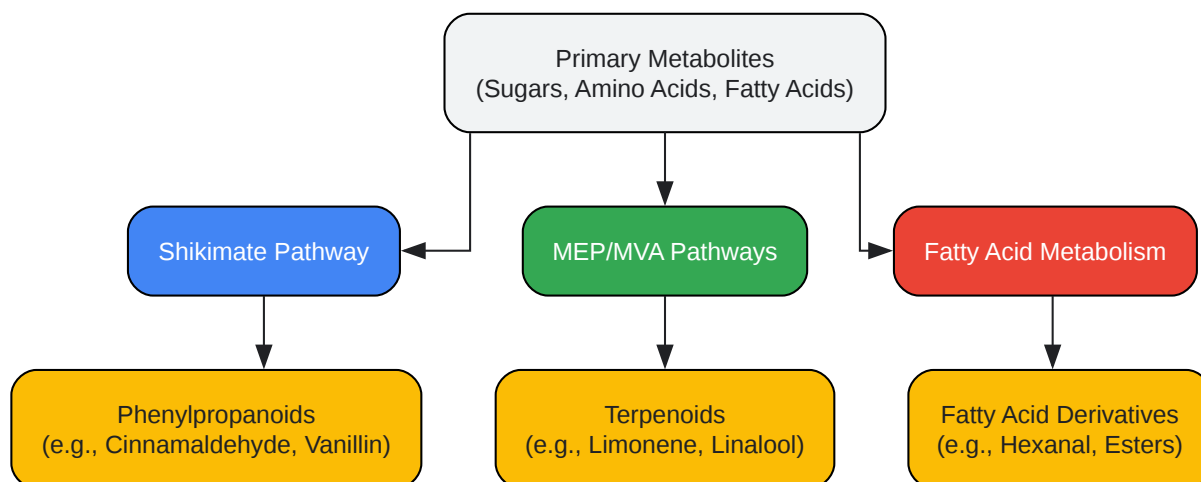 Primary Metabolites
(Sugars, Amino Acids, Fatty Acids)
Shikimate Pathway
MEP/MVA Pathways
Fatty Acid Metabolism
Phenylpropanoids
(e.g., Cinnamaldehyde, Vanillin)
Terpenoids
(e.g., Limonene, Linalool)
Fatty Acid Derivatives
(e.g., Hexanal, Esters)